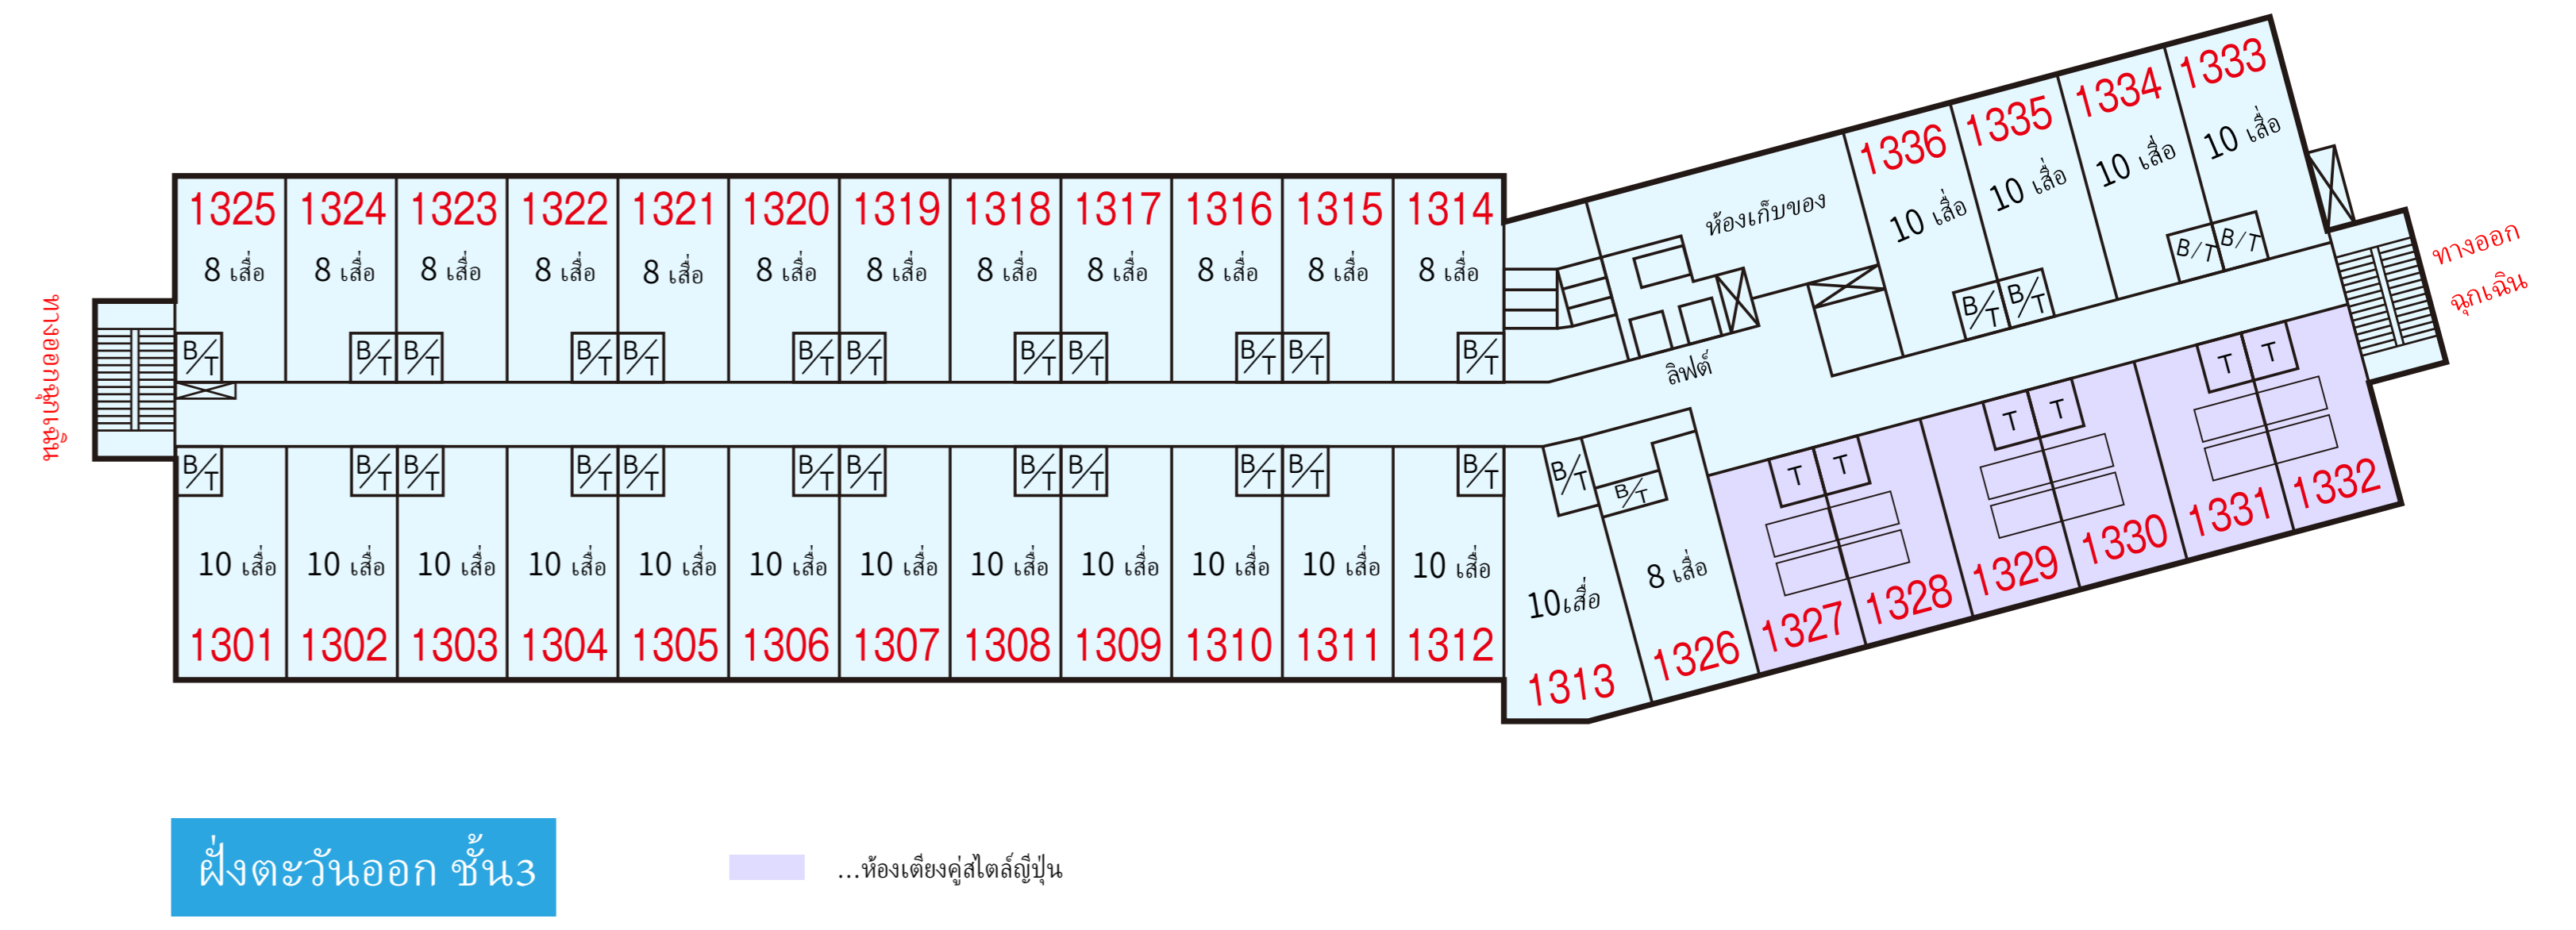 1333
1334
1335
1336
10 เสื่อ
10 เสื่อ
10 เสื่อ
10 เสื่อ
ห้องเก็บของ
1325 1324 1323 1322 1321 1320 1319 1318 1317 1316 1315 1314
8 เสื่อ 8 เสื่อ 8 เสื่อ 8 เสื่อ 8 เสื่อ 8 เสื่อ 8 เสื่อ 8 เสื่อ 8 เสื่อ 8 เสื่อ 8 เสื่อ 8 เสื่อ
B/T B/T B/T B/T B/T B/T B/T B/T B/T B/T B/T B/T
B/T B/T B/T B/T
ทางออก
ฉุกเฉิน
ทางออกฉุกเฉิน
ลิฟต์
B/T B/T B/T B/T B/T B/T B/T B/T B/T B/T B/T B/T
B/T B/T
T T T T T T
10 เสื่อ 10 เสื่อ 10 เสื่อ 10 เสื่อ 10 เสื่อ 10 เสื่อ 10 เสื่อ 10 เสื่อ 10 เสื่อ 10 เสื่อ 10 เสื่อ 10 เสื่อ
10เสื่อ
8 เสื่อ
1301 1302 1303 1304 1305 1306 1307 1308 1309 1310 1311 1312
1313
1326
1327
1328
1329
1330
1331
1332
ฝั่งตะวันออก ชั้น3
...ห้องเตียงคู่สไตล์ญี่ปุ่น